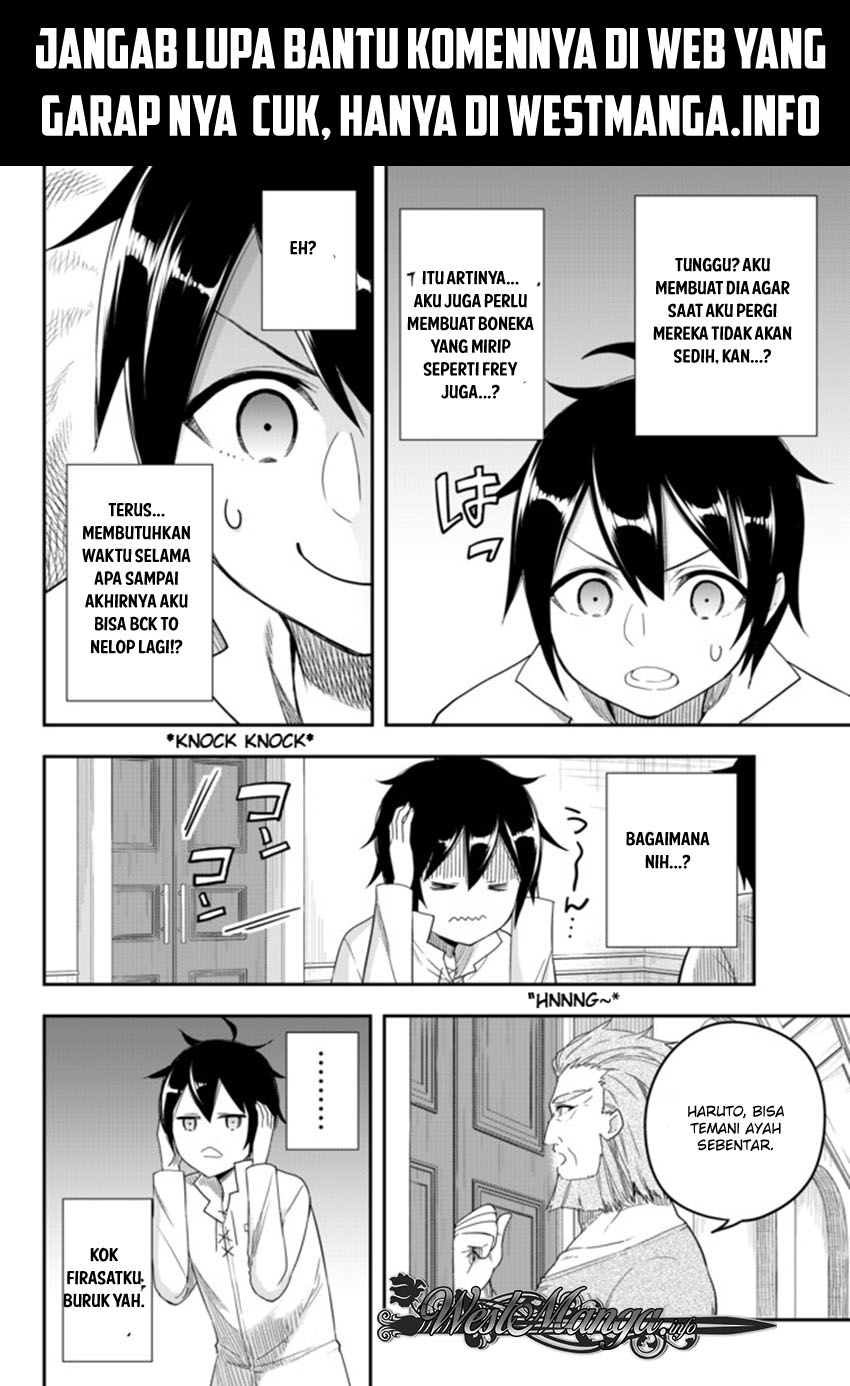 JANGAB LUPA BANTU KOMENNYA DI WEB YANG
GARAP NYA CUK, HANYA DI WESTMANGA.INFO
TUNGGU? AKU
MEMBUAT DIA AGAR
SAAT AKU PERGI
MEREKA TIDAK AKAN
SEDIH, KAN...?
ITU ARTINYA...
AKU JUGA PERLU
MEMBUAT BONEKA
YANG MIRIP
SEPERTI FREY
JUGA...?
はっ
EH?
TERUS...
MEMBUTUHKAN
WAKTU SELAMA
APA SAMPAI
AKHIRNYA AKU
BISA BCK TO
NELOP LAGI!?
*KNOCK KNOCK*
BAGAIMANA
NIH...?
う~ん...
コン
コン
"HNNNG~*
HARUTO, BISA
TEMANI AYAH
SEBENTAR.
........
KOK
FIRASATKU
BURUK YAH.
WestManga.info